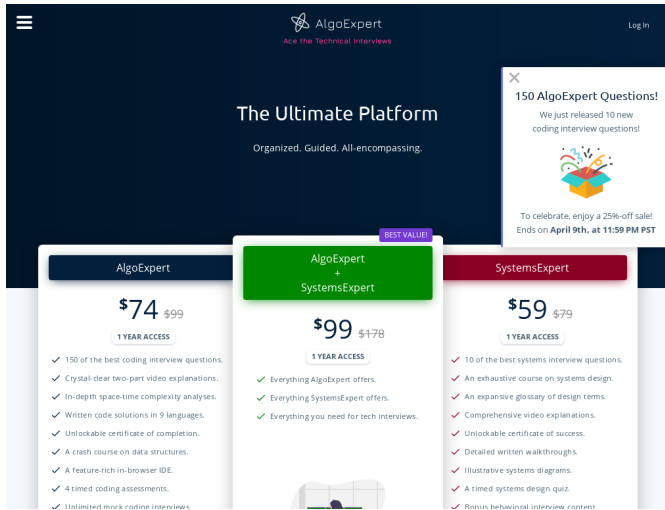 AlgoExpert
Ace the Technical Interviews
Log In
150 AlgoExpert Questions!
We just released 10 new
coding interview questions!
To celebrate, enjoy a 25%-off sale!
Ends on April 9th, at 11:59 PM PST
The Ultimate Platform
Organized. Guided. All-encompassing.
AlgoExpert
$74 $99
1 YEAR ACCESS
150 of the best coding interview questions.
Crystal-clear two-part video explanations.
In-depth space-time complexity analyses.
Written code solutions in 9 languages.
Unlockable certificate of completion.
A crash course on data structures.
A feature-rich in-browser IDE.
4 timed coding assessments.
Unlimited mock coding interviews.
BEST VALUE!
AlgoExpert
+
SystemsExpert
$99 $178
1 YEAR ACCESS
Everything AlgoExpert offers.
Everything SystemsExpert offers.
Everything you need for tech interviews.
SystemsExpert
$59 $79
1 YEAR ACCESS
10 of the best systems interview questions.
An exhaustive course on systems design.
An expansive glossary of design terms.
Comprehensive video explanations.
Unlockable certificate of success.
Detailed written walkthroughs.
Illustrative systems diagrams.
A timed systems design quiz.
Bonus behavioral interview content.